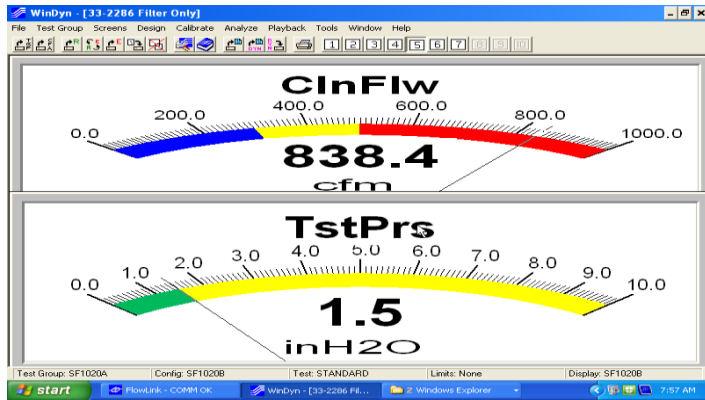 WinDyn - [33-2286 Filter Only]
File Test Group Screens Design Calibrate Analyze Playback Tools Window Help
1 2 3 4 5 6 7 8 9 10
ClnFlw
0.0 200.0 400.0 600.0 800.0 1000.0
838.4
cfm
TstPrs
0.0 1.0 2.0 3.0 4.0 5.0 6.0 7.0 8.0 9.0 10.0
1.5
inH2O
Test Group: SF1020A Config: SF1020B Test: STANDARD Limits: None Display: SF1020B
start FlowLink - COMM OK WinDyn - [33-2286 Fil... 2 Windows Explorer 7:57 AM